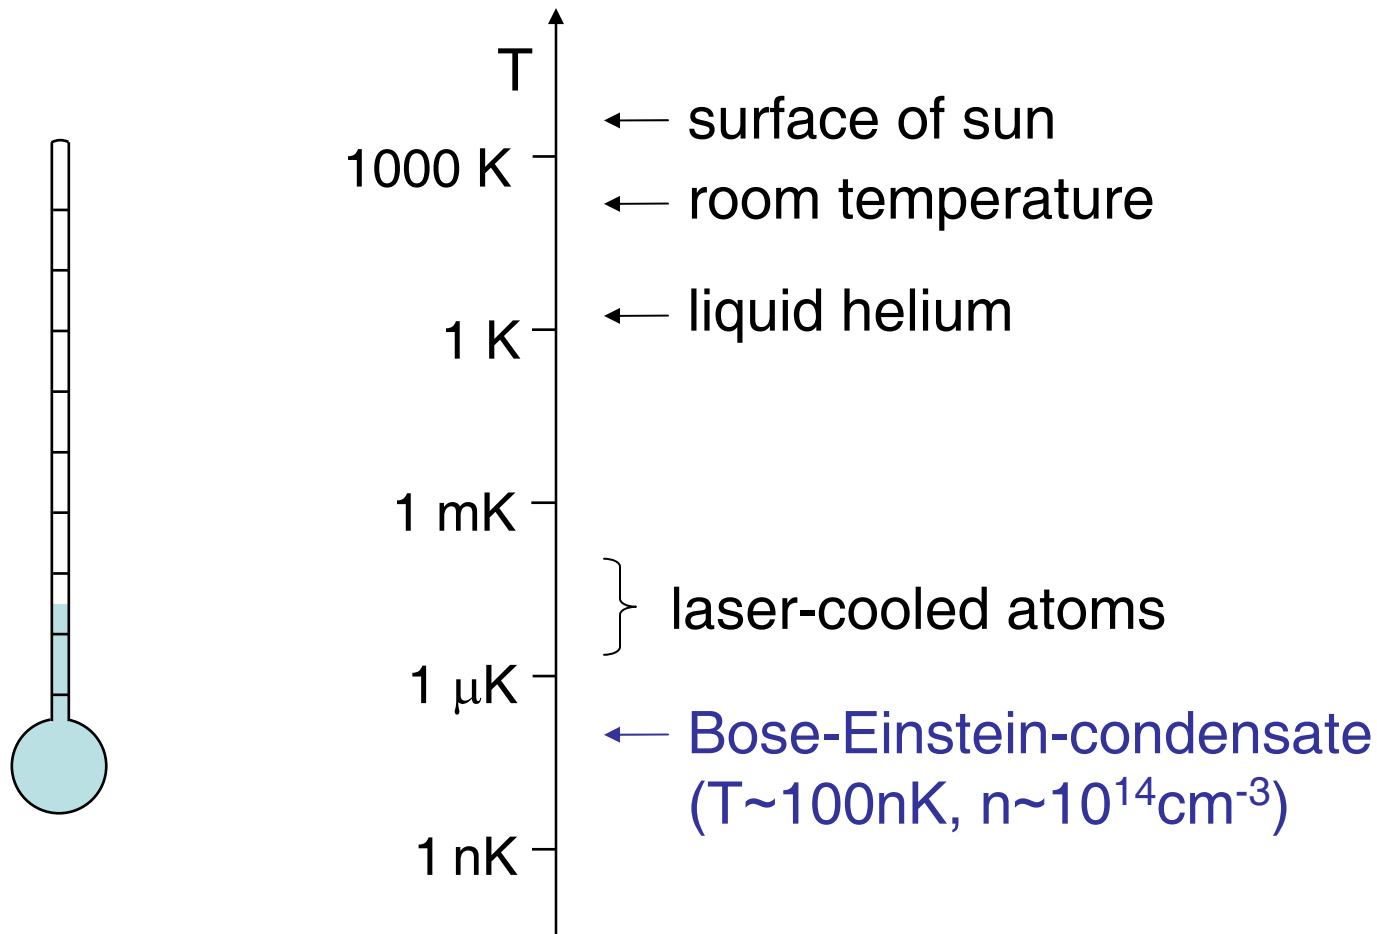 T
surface of sun
1000 K
room temperature
liquid helium
1 K
1 mK
laser-cooled atoms
1 μK
Bose-Einstein-condensate
(T~100nK, n~10¹⁴cm⁻³)
1 nK